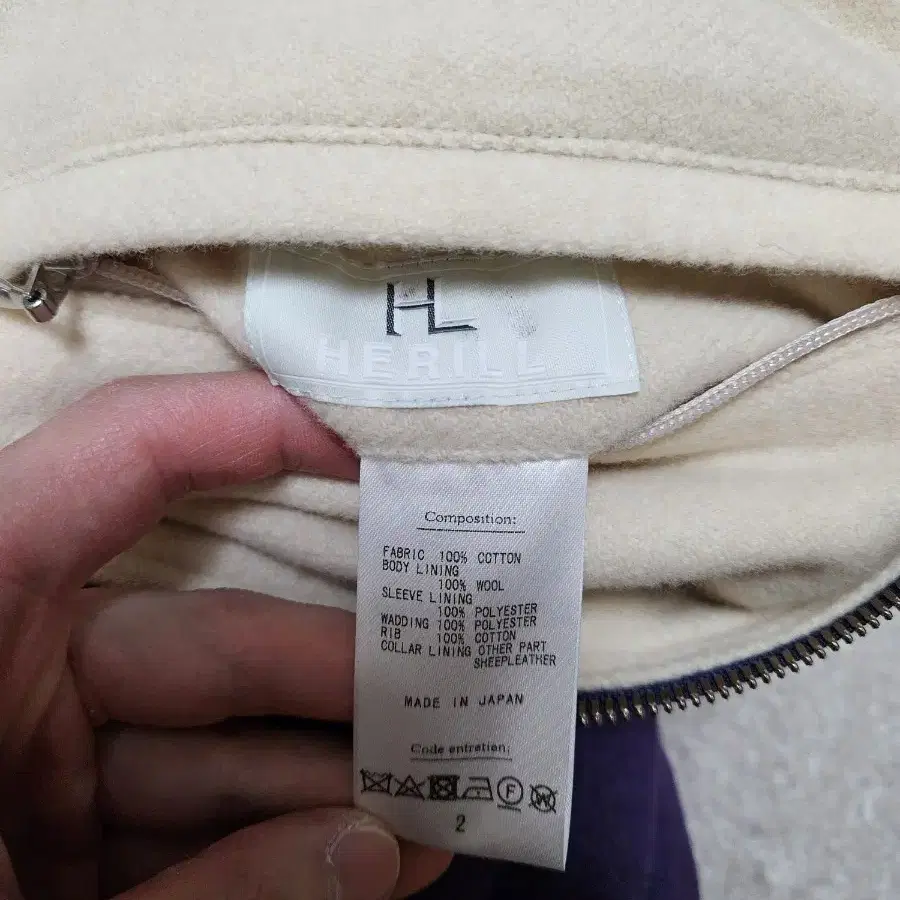 HL
HERILL
Composition:
FABRIC 100% COTTON
BODY LINING
100% WOOL
SLEEVE LINING
100% POLYESTER
WADDING 100% POLYESTER
RIB 100% COTTON
COLLAR LINING OTHER PART
SHEEPLEATHER
MADE IN JAPAN
Code entretien:
F W
2